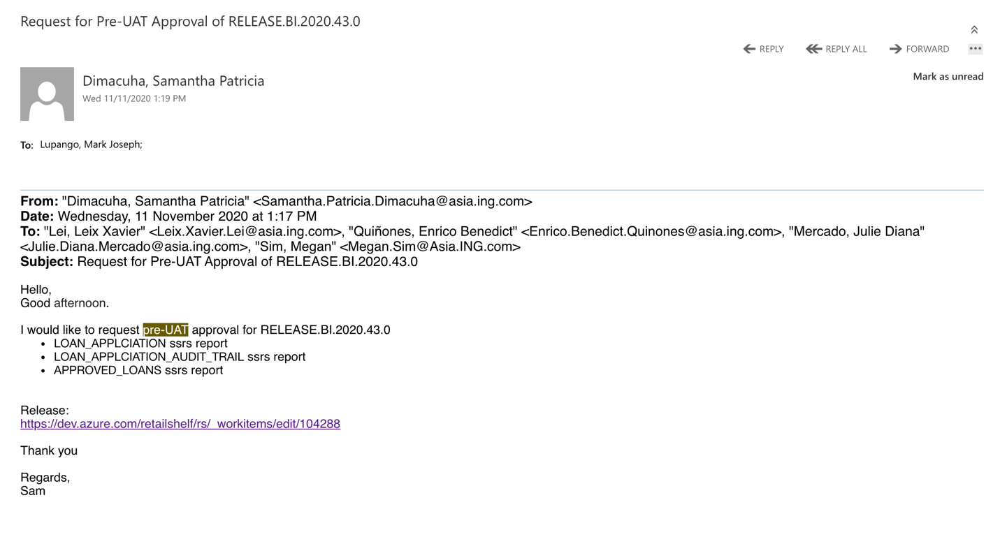 Request for Pre-UAT Approval of RELEASE.BI.2020.43.0
REPLY REPLY ALL FORWARD
Dimacuha, Samantha Patricia
Mark as unread
Wed 11/11/2020 1:19 PM
To: Lupango, Mark Joseph;
From: "Dimacuha, Samantha Patricia" <Samantha.Patricia.Dimacuha@asia.ing.com>
Date: Wednesday, 11 November 2020 at 1:17 PM
To: "Lei, Leix Xavier" <Leix.Xavier.Lei@asia.ing.com>, "Quiñones, Enrico Benedict" <Enrico.Benedict.Quinones@asia.ing.com>, "Mercado, Julie Diana"
<Julie.Diana.Mercado@asia.ing.com>, "Sim, Megan" <Megan.Sim@Asia.ING.com>
Subject: Request for Pre-UAT Approval of RELEASE.BI.2020.43.0
Hello,
Good afternoon.
I would like to request pre-UAT approval for RELEASE.BI.2020.43.0
• LOAN_APPLCIATION ssrs report
• LOAN_APPLCIATION_AUDIT_TRAIL ssrs report
• APPROVED_LOANS ssrs report
Release:
https://dev.azure.com/retailshelf/rs/_workitems/edit/104288
Thank you
Regards,
Sam